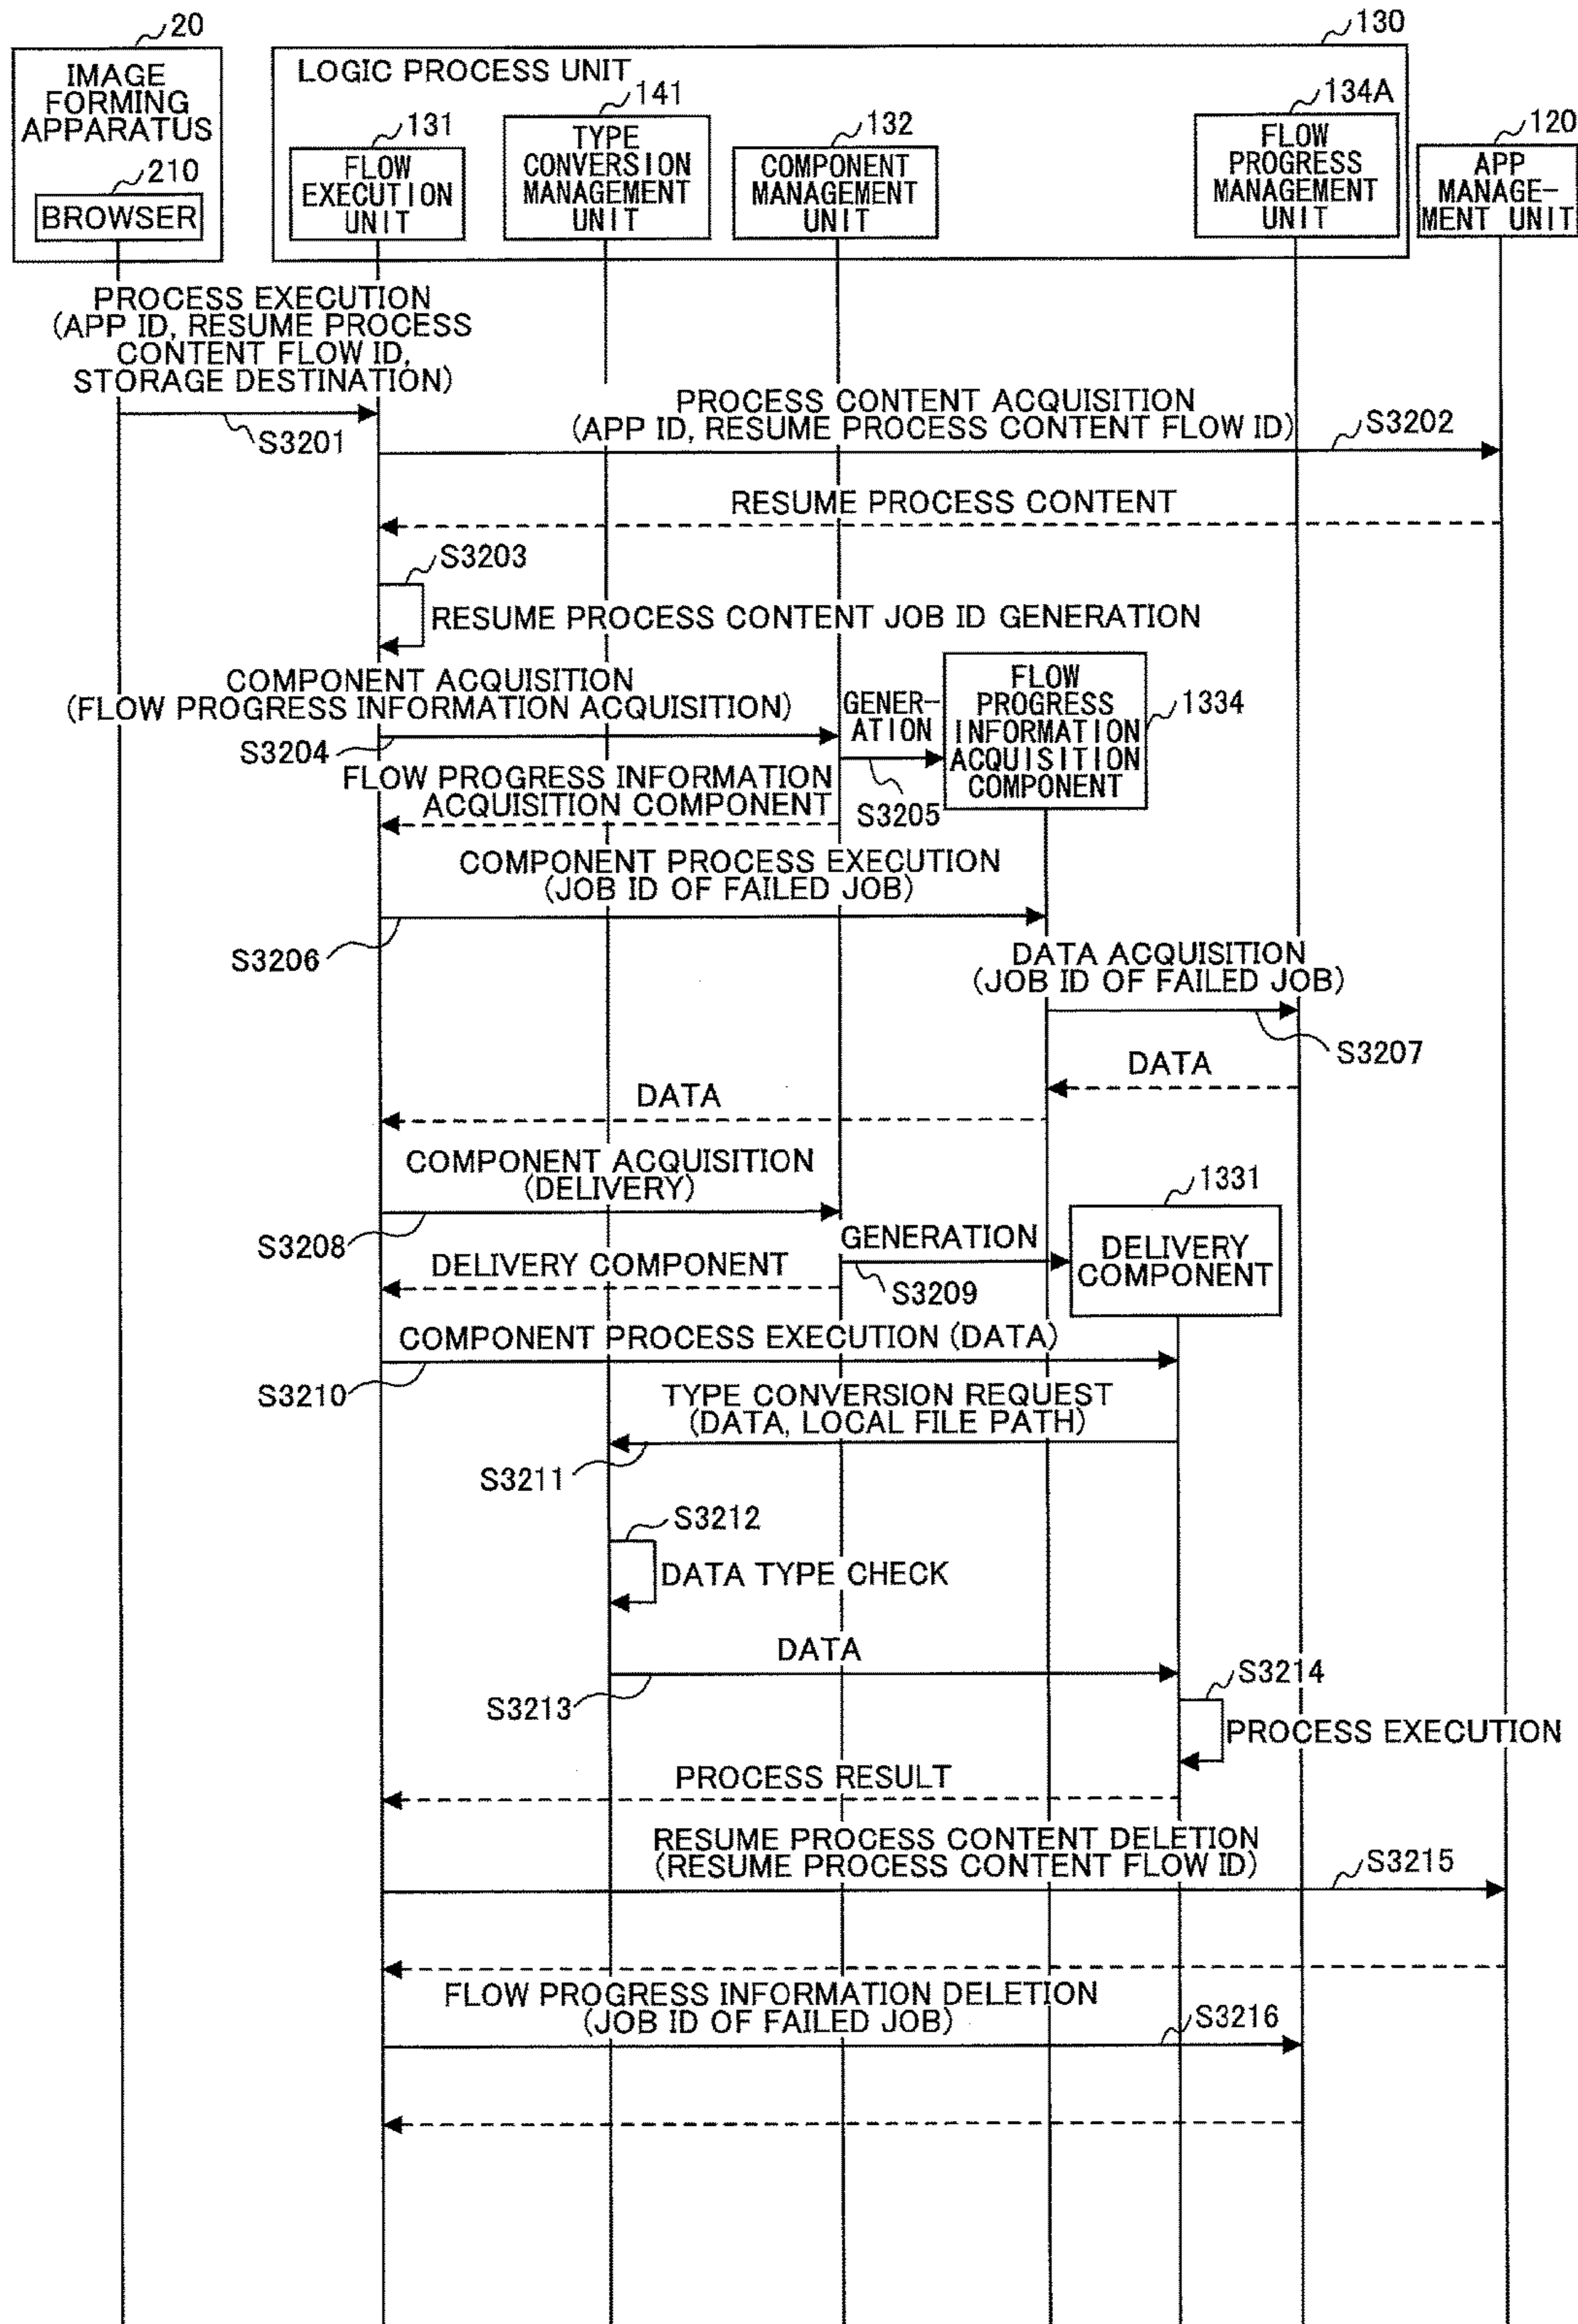 20
130
IMAGE
FORMING
APPARATUS
210
BROWSER
LOGIC PROCESS UNIT
131
FLOW
EXECUTION
UNIT
141
TYPE
CONVERSION
MANAGEMENT
UNIT
132
COMPONENT
MANAGEMENT
UNIT
134A
FLOW
PROGRESS
MANAGEMENT
UNIT
120
APP
MANAGE-
MENT UNIT
PROCESS EXECUTION
(APP ID, RESUME PROCESS
CONTENT FLOW ID,
STORAGE DESTINATION)
S3201
PROCESS CONTENT ACQUISITION
(APP ID, RESUME PROCESS CONTENT FLOW ID)
S3202
RESUME PROCESS CONTENT
S3203
RESUME PROCESS CONTENT JOB ID GENERATION
COMPONENT ACQUISITION
(FLOW PROGRESS INFORMATION ACQUISITION)
S3204
GENER-
ATION
S3205
FLOW
PROGRESS
INFORMATION
ACQUISITION
COMPONENT
1334
FLOW PROGRESS INFORMATION
ACQUISITION COMPONENT
COMPONENT PROCESS EXECUTION
(JOB ID OF FAILED JOB)
S3206
DATA ACQUISITION
(JOB ID OF FAILED JOB)
S3207
DATA
DATA
COMPONENT ACQUISITION
(DELIVERY)
S3208
1331
GENERATION
S3209
DELIVERY
COMPONENT
DELIVERY COMPONENT
COMPONENT PROCESS EXECUTION (DATA)
S3210
TYPE CONVERSION REQUEST
(DATA, LOCAL FILE PATH)
S3211
S3212
DATA TYPE CHECK
DATA
S3213
S3214
PROCESS EXECUTION
PROCESS RESULT
RESUME PROCESS CONTENT DELETION
(RESUME PROCESS CONTENT FLOW ID)
S3215
FLOW PROGRESS INFORMATION DELETION
(JOB ID OF FAILED JOB)
S3216